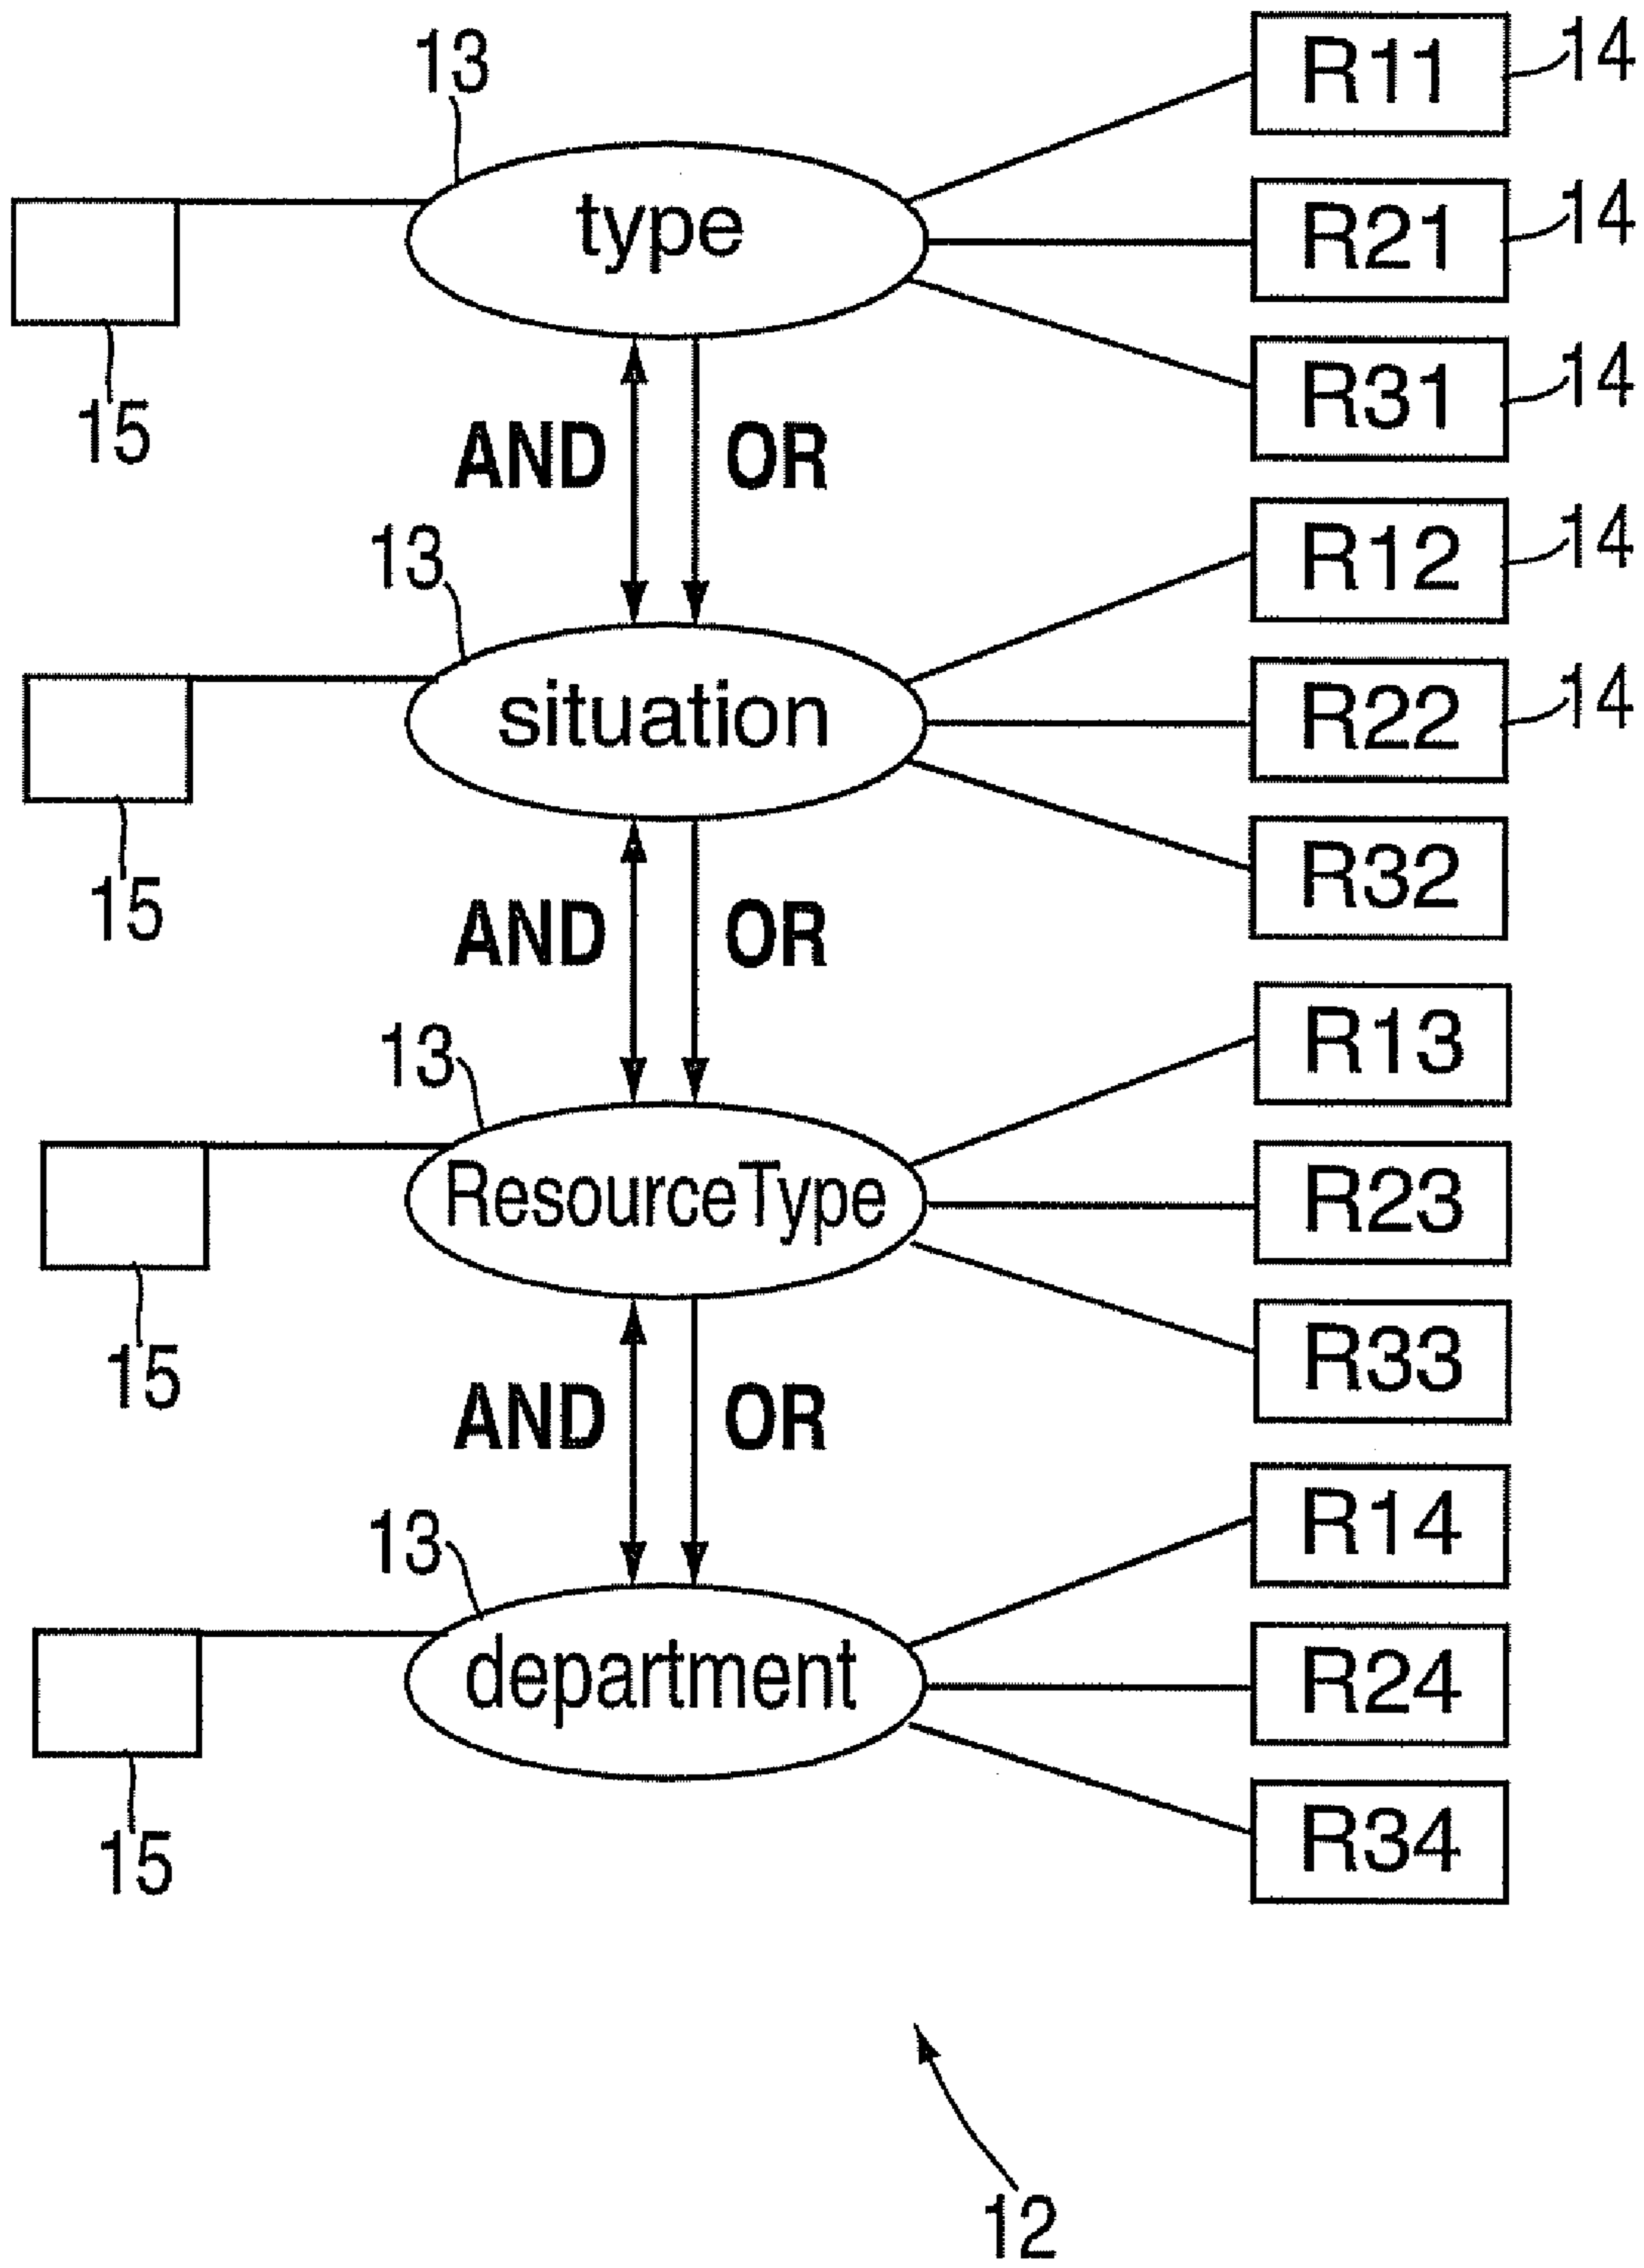 13
R11
14
type
R21
14
15
R31
14
AND
OR
13
R12
14
situation
R22
14
15
R32
AND
OR
13
R13
ResourceType
R23
15
R33
AND
OR
13
R14
department
R24
15
R34
12